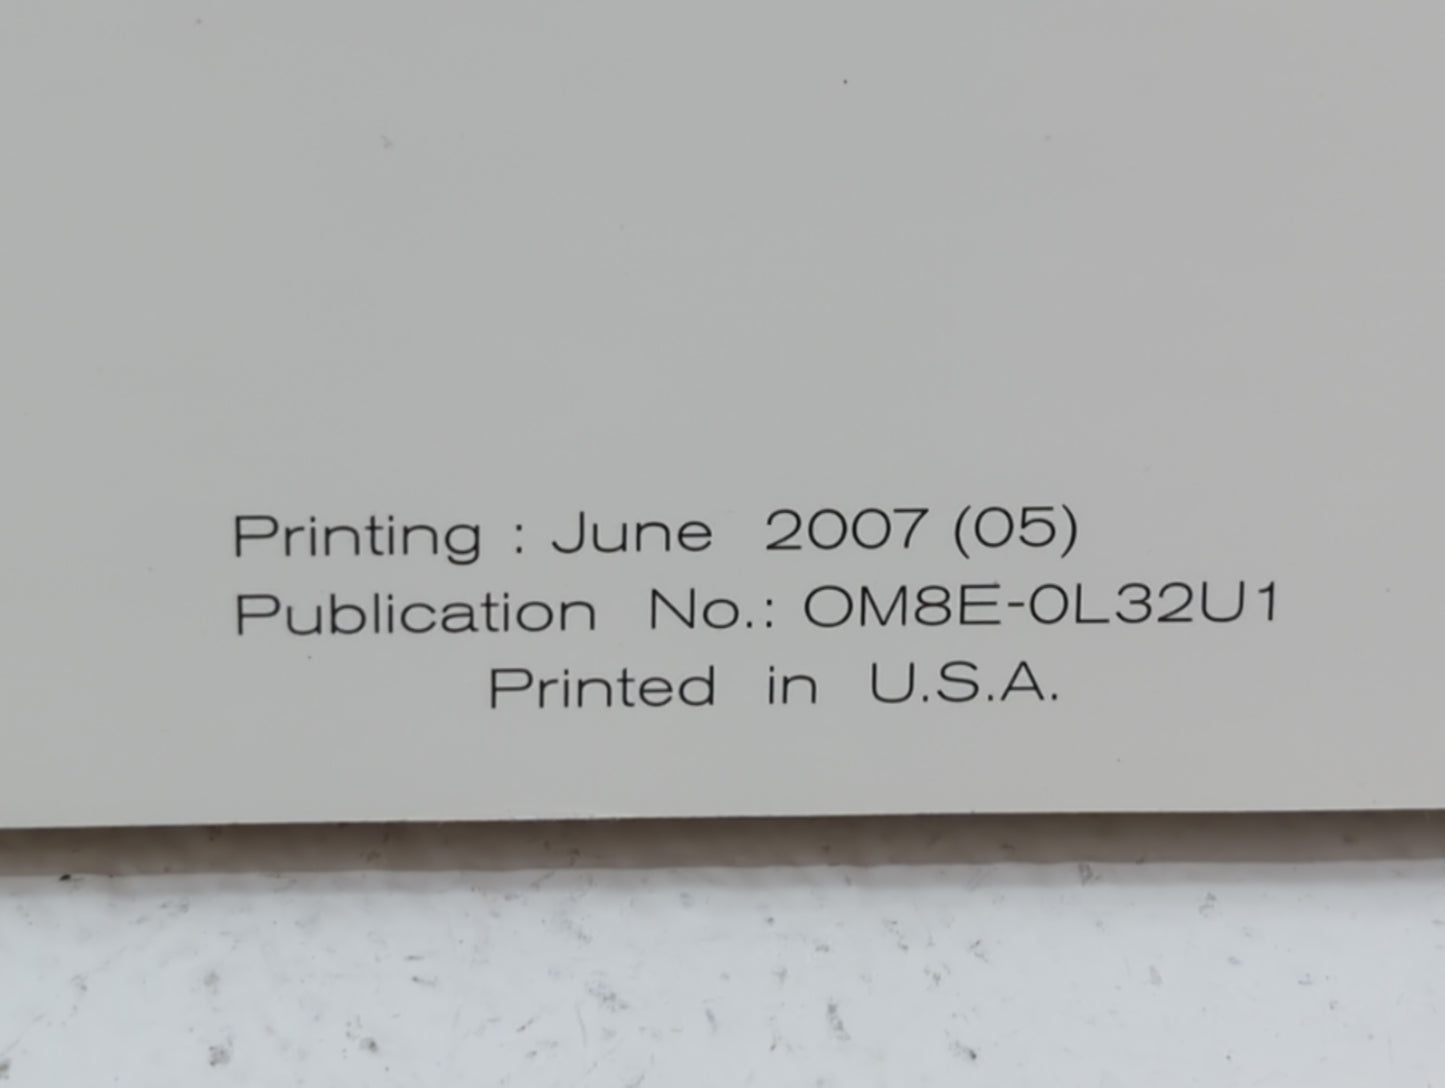 Printing : June 2007 (05)
Publication No.: OM8E-0L32U1
Printed in U.S.A.